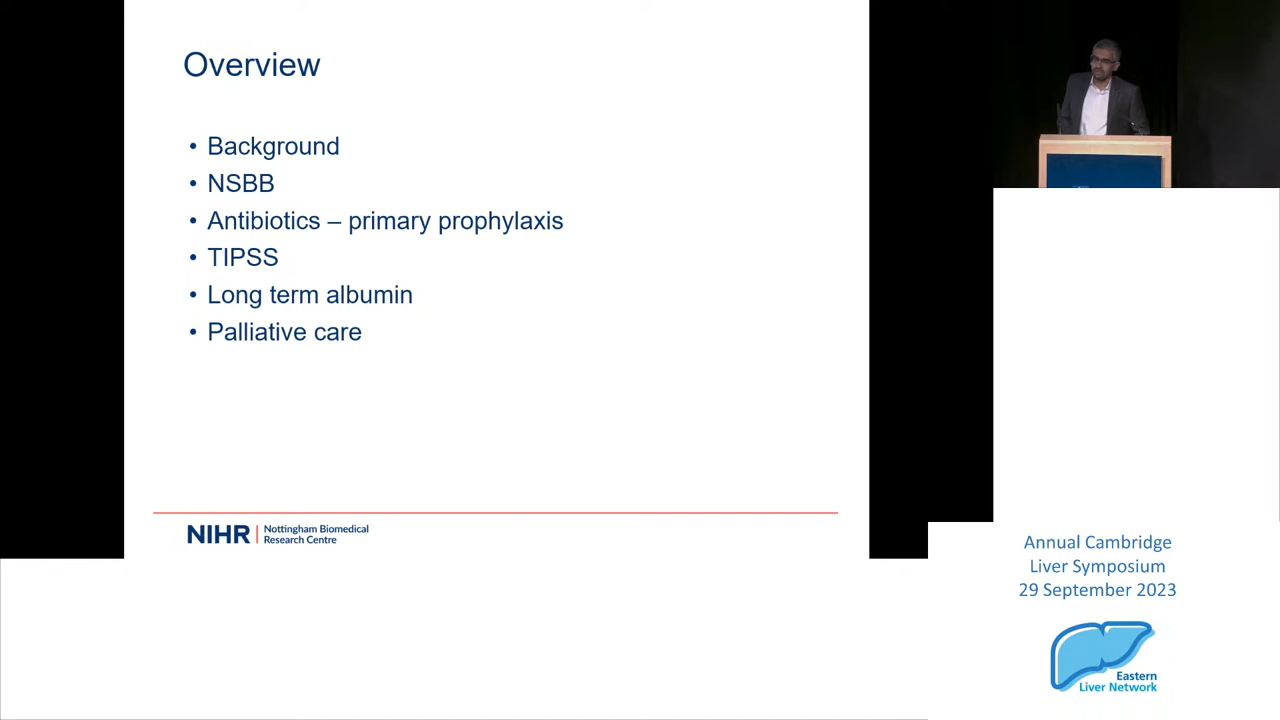 Overview
• Background
• NSBB
• Antibiotics – primary prophylaxis
• TIPSS
• Long term albumin
• Palliative care
NIHR | Nottingham Biomedical
Research Centre
Annual Cambridge
Liver Symposium
29 September 2023
Eastern
Liver Network